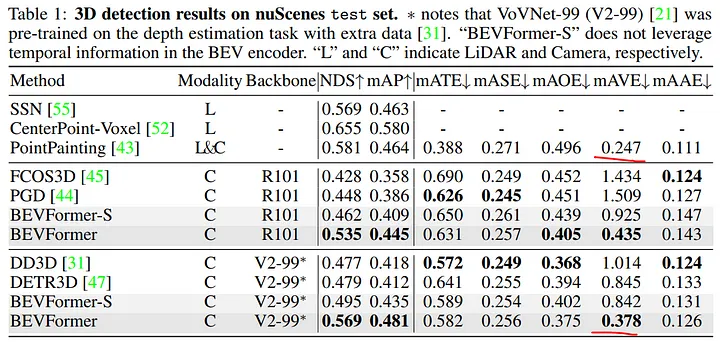 Table 1: 3D detection results on nuScenes test set. * notes that VoVNet-99 (V2-99) [21] was
pre-trained on the depth estimation task with extra data [31]. “BEVFormer-S” does not leverage
temporal information in the BEV encoder. “L” and “C” indicate LiDAR and Camera, respectively.
Method Modality Backbone NDS↑ mAP↑ mATE↓ mASE↓ mAOE↓ mAVE↓ mAAE↓
SSN [55] L - 0.569 0.463 - - - - -
CenterPoint-Voxel [52] L - 0.655 0.580 - - - - -
PointPainting [43] L&C - 0.581 0.464 0.388 0.271 0.496 0.247 0.111
FCOS3D [45] C R101 0.428 0.358 0.690 0.249 0.452 1.434 0.124
PGD [44] C R101 0.448 0.386 0.626 0.245 0.451 1.509 0.127
BEVFormer-S C R101 0.462 0.409 0.650 0.261 0.439 0.925 0.147
BEVFormer C R101 0.535 0.445 0.631 0.257 0.405 0.435 0.143
DD3D [31] C V2-99* 0.477 0.418 0.572 0.249 0.368 1.014 0.124
DETR3D [47] C V2-99* 0.479 0.412 0.641 0.255 0.394 0.845 0.133
BEVFormer-S C V2-99* 0.495 0.435 0.589 0.254 0.402 0.842 0.131
BEVFormer C V2-99* 0.569 0.481 0.582 0.256 0.375 0.378 0.126